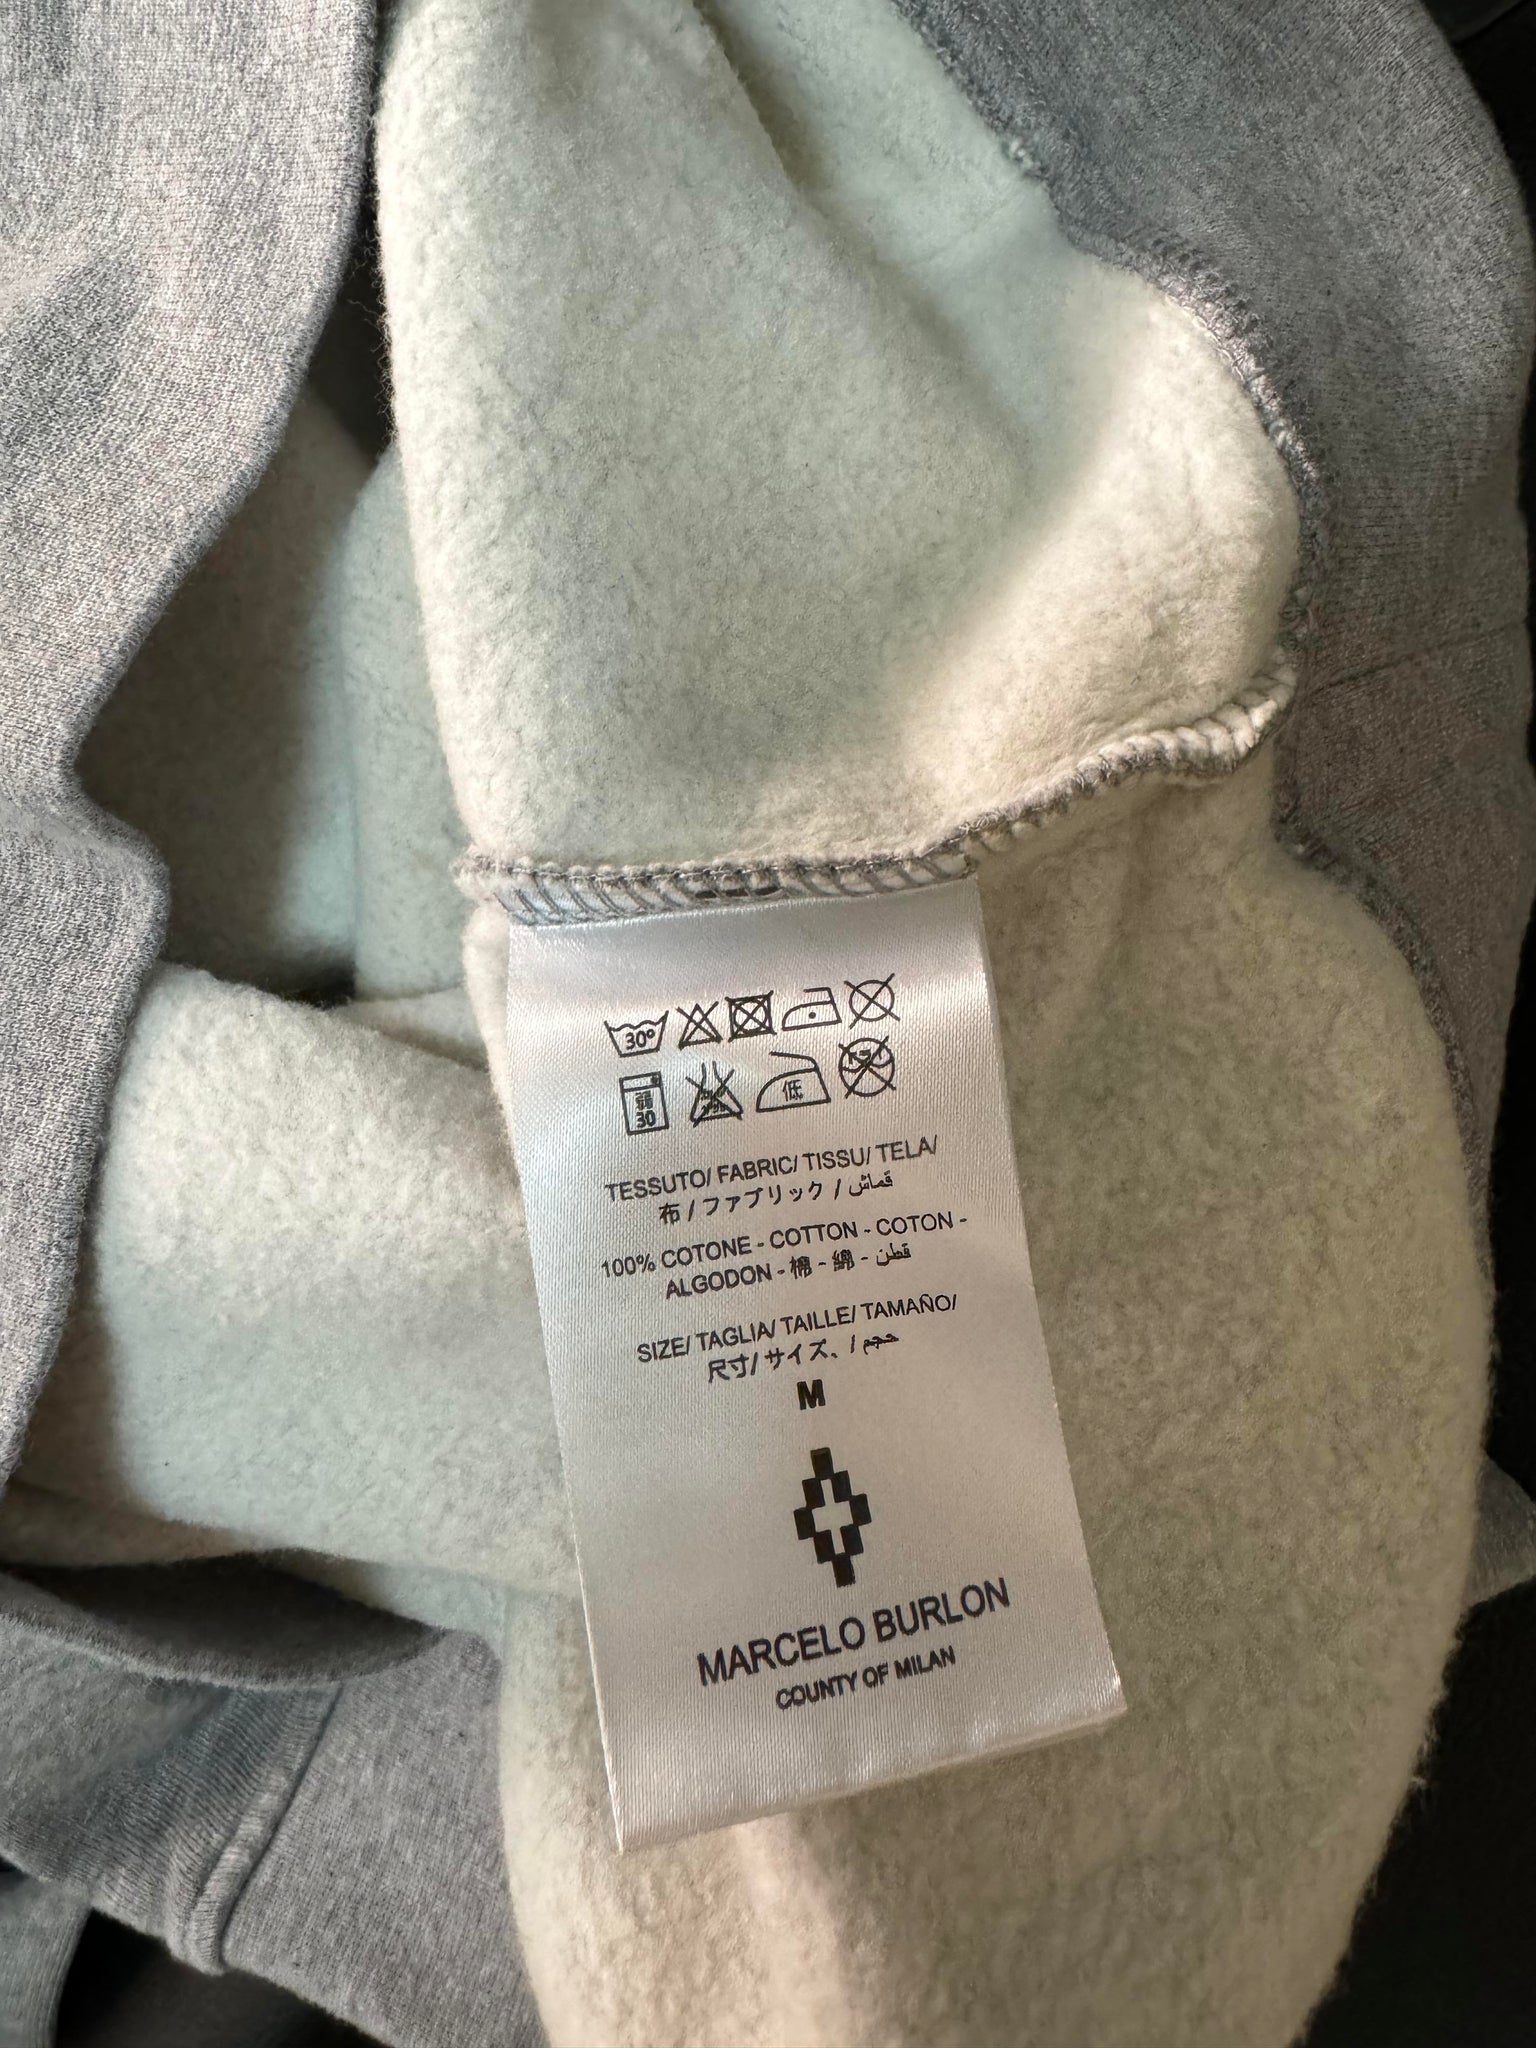 30°
弱
30
低
TESSUTO/ FABRIC/ TISSU/ TELA/
布 / ファブリック / قماش
100% COTONE - COTTON - COTON -
ALGODON - 棉 - 綿 - قطن
SIZE/ TAGLIA/ TAILLE/ TAMAÑO/
尺寸/ サイズ、/ حجم
M
MARCELO BURLON
COUNTY OF MILAN